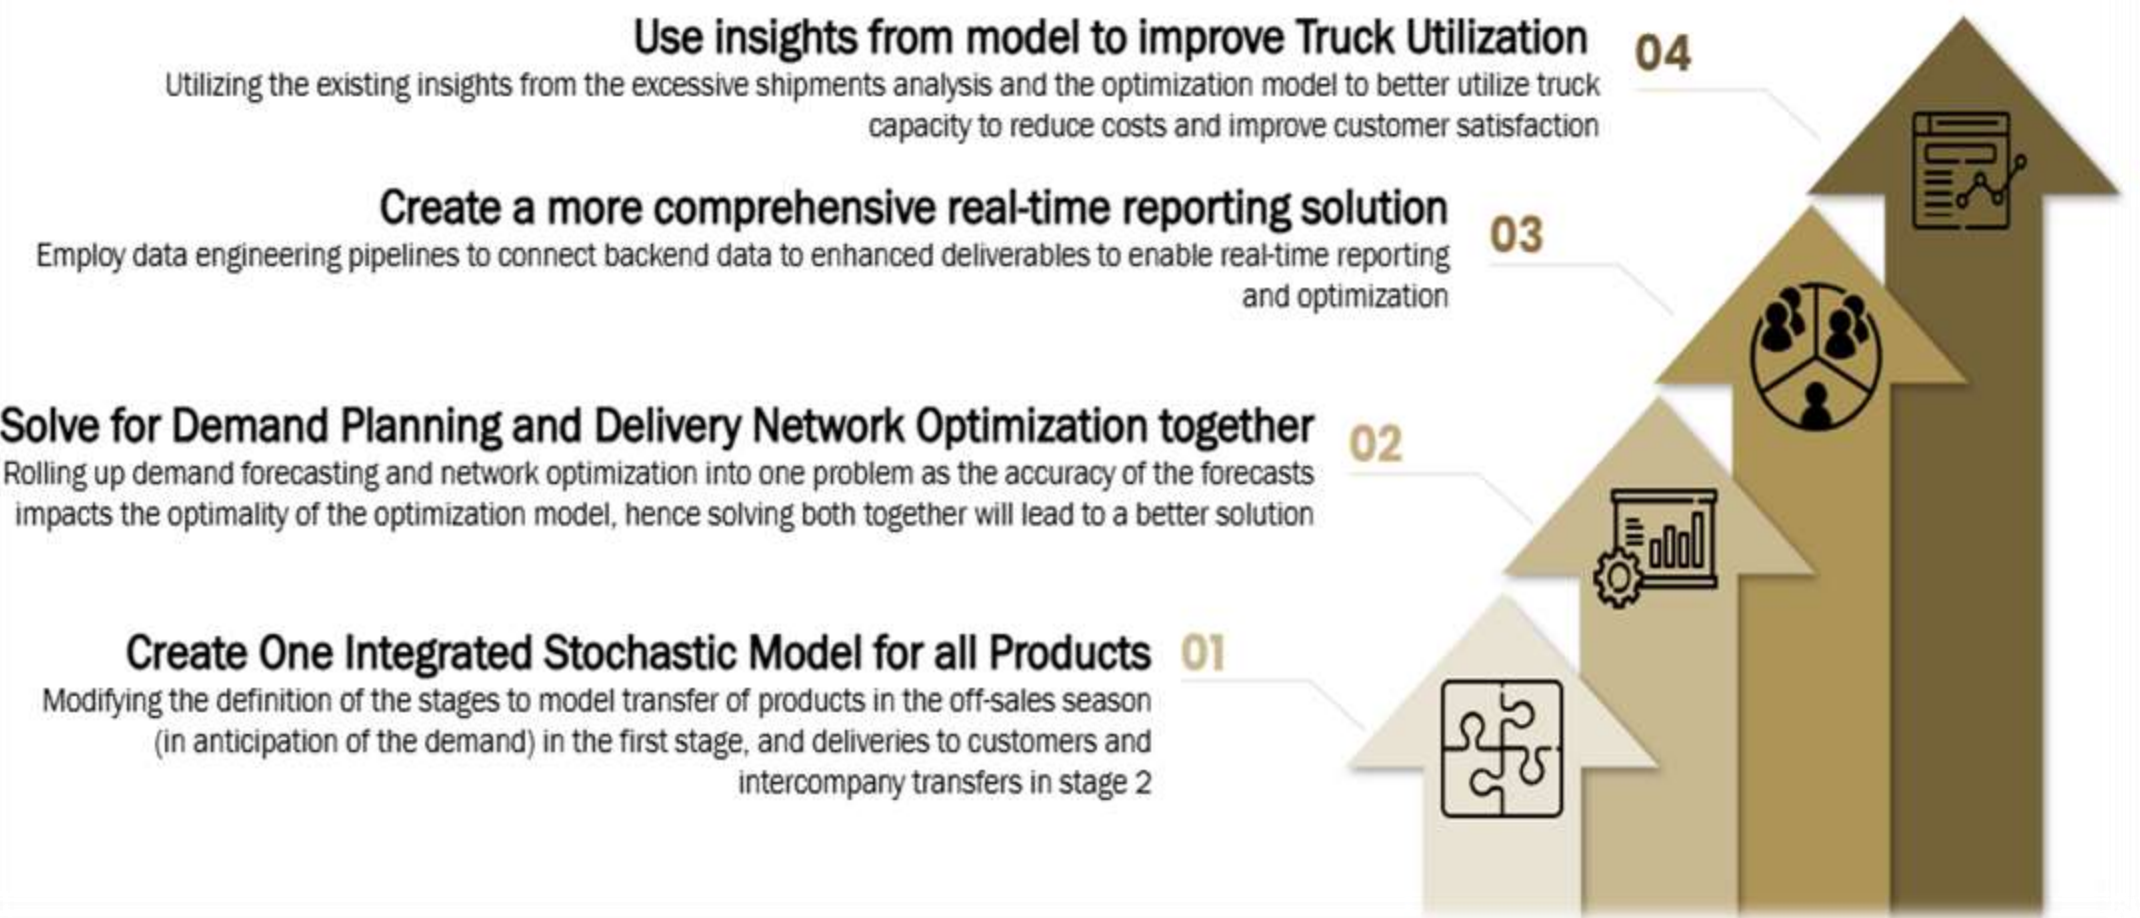 Use insights from model to improve Truck Utilization
04
Utilizing the existing insights from the excessive shipments analysis and the optimization model to better utilize truck
capacity to reduce costs and improve customer satisfaction
Create a more comprehensive real-time reporting solution
03
Employ data engineering pipelines to connect backend data to enhanced deliverables to enable real-time reporting
and optimization
Solve for Demand Planning and Delivery Network Optimization together
02
Rolling up demand forecasting and network optimization into one problem as the accuracy of the forecasts
impacts the optimality of the optimization model, hence solving both together will lead to a better solution
Create One Integrated Stochastic Model for all Products
01
Modifying the definition of the stages to model transfer of products in the off-sales season
(in anticipation of the demand) in the first stage, and deliveries to customers and
intercompany transfers in stage 2